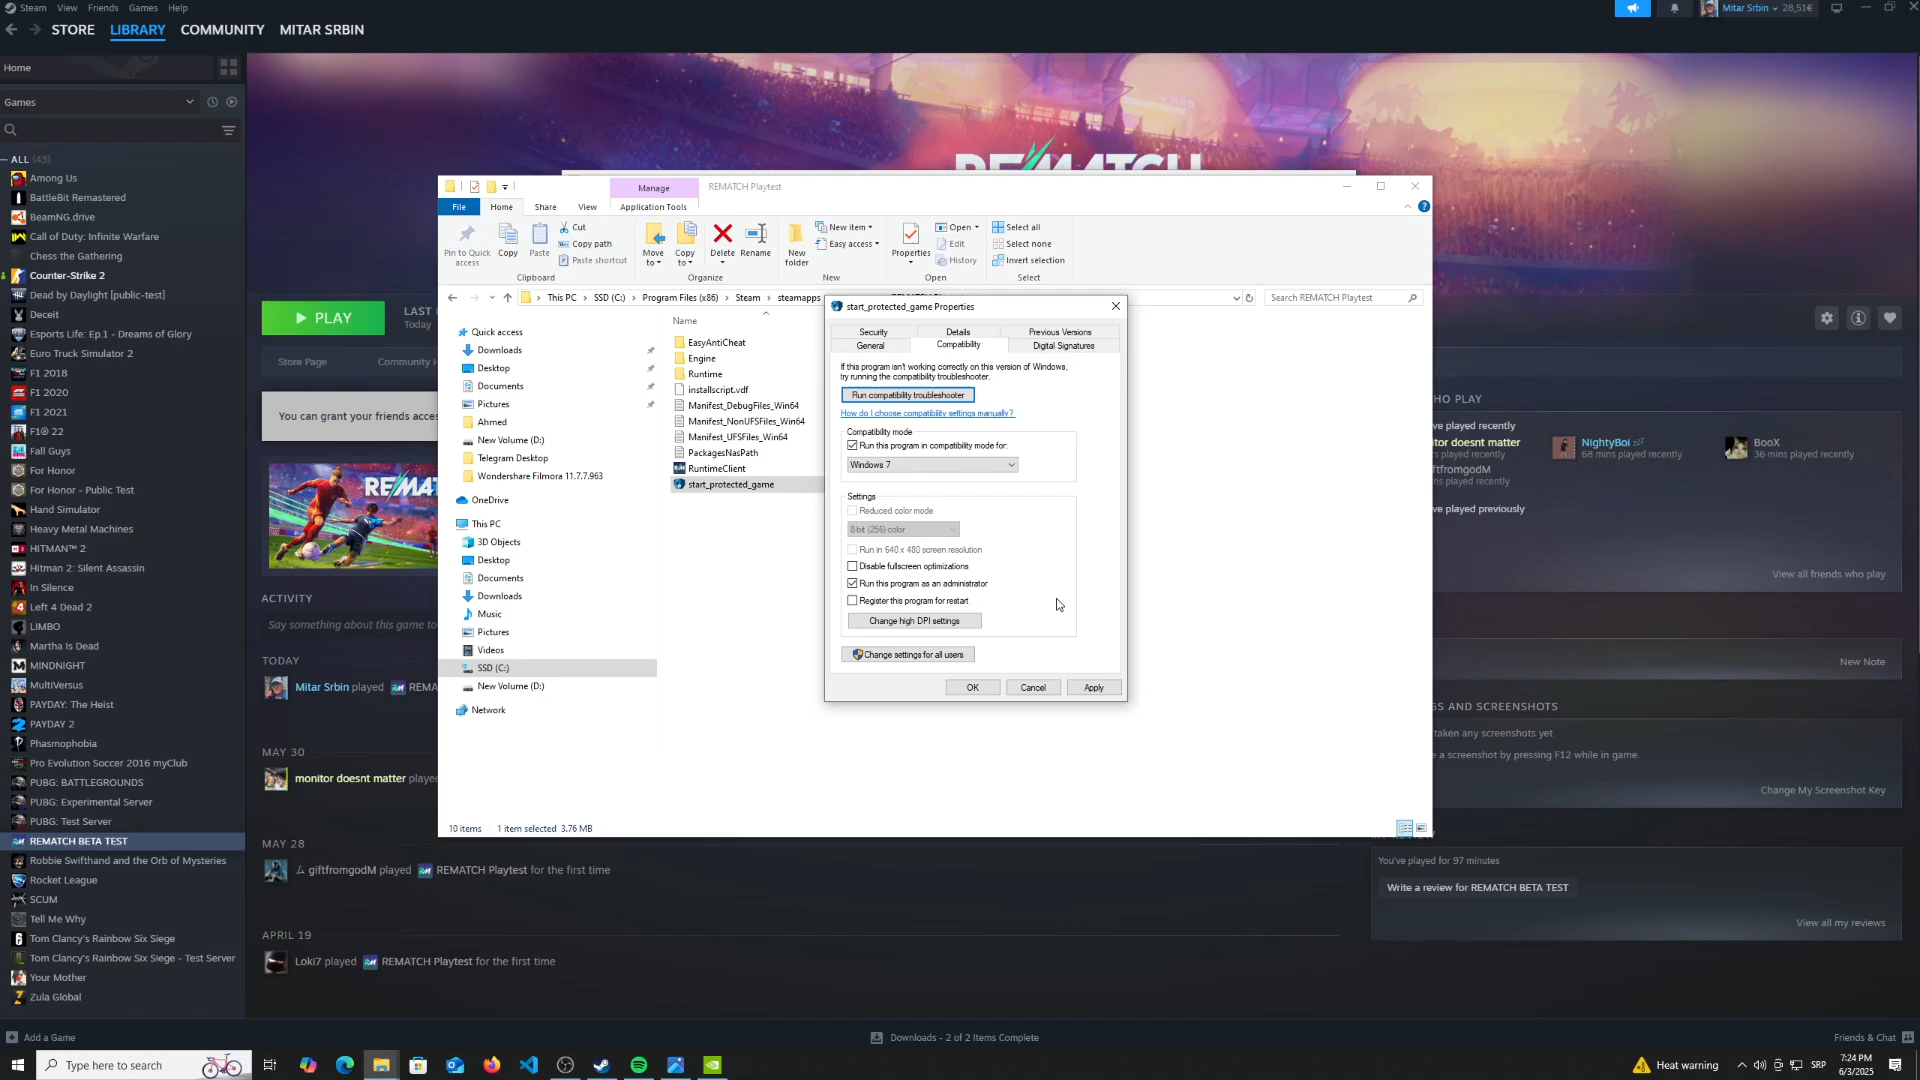 Steam View Friends Games Help
Mitar Srbin 28,51€
STORE LIBRARY COMMUNITY MITAR SRBIN
Home
Games
ALL (43)
Among Us
BattleBit Remastered
BeamNG.drive
Call of Duty: Infinite Warfare
Chess the Gathering
Counter-Strike 2
Dead by Daylight [public-test]
Deceit
Esports Life: Ep.1 - Dreams of Glory
Euro Truck Simulator 2
F1 2018
F1 2020
F1 2021
F1® 22
Fall Guys
For Honor
For Honor - Public Test
Hand Simulator
Heavy Metal Machines
HITMAN™ 2
Hitman 2: Silent Assassin
In Silence
Left 4 Dead 2
LIMBO
Martha Is Dead
MINDNIGHT
MultiVersus
PAYDAY: The Heist
PAYDAY 2
Phasmophobia
Pro Evolution Soccer 2016 myClub
PUBG: BATTLEGROUNDS
PUBG: Experimental Server
PUBG: Test Server
REMATCH BETA TEST
Robbie Swifthand and the Orb of Mysteries
Rocket League
SCUM
Tell Me Why
Tom Clancy's Rainbow Six Siege
Tom Clancy's Rainbow Six Siege - Test Server
Your Mother
Zula Global
Add a Game
REMATCH
PLAY
LAST
Today
Store Page Community H
You can grant your friends acces
REMA
ACTIVITY
Say something about this game to
TODAY
Mitar Srbin played REMA
MAY 30
monitor doesnt matter played
MAY 28
giftfromgodM played REMATCH Playtest for the first time
APRIL 19
Loki7 played REMATCH Playtest for the first time
Manage REMATCH Playtest
File Home Share View Application Tools
Pin to Quick access
Copy
Paste
Cut
Copy path
Paste shortcut
Move to
Copy to
Delete
Rename
New folder
New item
Easy access
Properties
Open
Edit
History
Select all
Select none
Invert selection
Clipboard Organize New Open Select
This PC SSD (C:) Program Files (x86) Steam steamapps
Search REMATCH Playtest
Quick access
Downloads
Desktop
Documents
Pictures
Ahmed
New Volume (D:)
Telegram Desktop
Wondershare Filmora 11.7.7.963
OneDrive
This PC
3D Objects
Desktop
Documents
Downloads
Music
Pictures
Videos
SSD (C:)
New Volume (D:)
Network
Name
EasyAntiCheat
Engine
Runtime
installscript.vdf
Manifest_DebugFiles_Win64
Manifest_NonUFSFiles_Win64
Manifest_UFSFiles_Win64
PackagesNasPath
RuntimeClient
start_protected_game
10 items 1 item selected 3.76 MB
start_protected_game Properties
Security Details Previous Versions
General Compatibility Digital Signatures
If this program isn't working correctly on this version of Windows,
try running the compatibility troubleshooter.
Run compatibility troubleshooter
How do I choose compatibility settings manually?
Compatibility mode
Run this program in compatibility mode for:
Windows 7
Settings
Reduced color mode
8-bit (256) color
Run in 640 x 480 screen resolution
Disable fullscreen optimizations
Run this program as an administrator
Register this program for restart
Change high DPI settings
Change settings for all users
OK Cancel Apply
HO PLAY
ve played recently
tor doesnt matter
ns played recently
NightyBoi
68 mins played recently
BooX
36 mins played recently
ftfromgodM
ns played recently
ve played previously
View all friends who play
New Note
GS AND SCREENSHOTS
taken any screenshots yet
e a screenshot by pressing F12 while in game.
Change My Screenshot Key
You've played for 97 minutes
Write a review for REMATCH BETA TEST
View all my reviews
Downloads - 2 of 2 Items Complete
Friends & Chat
Type here to search
Heat warning
SRP
7:24 PM
6/3/2025